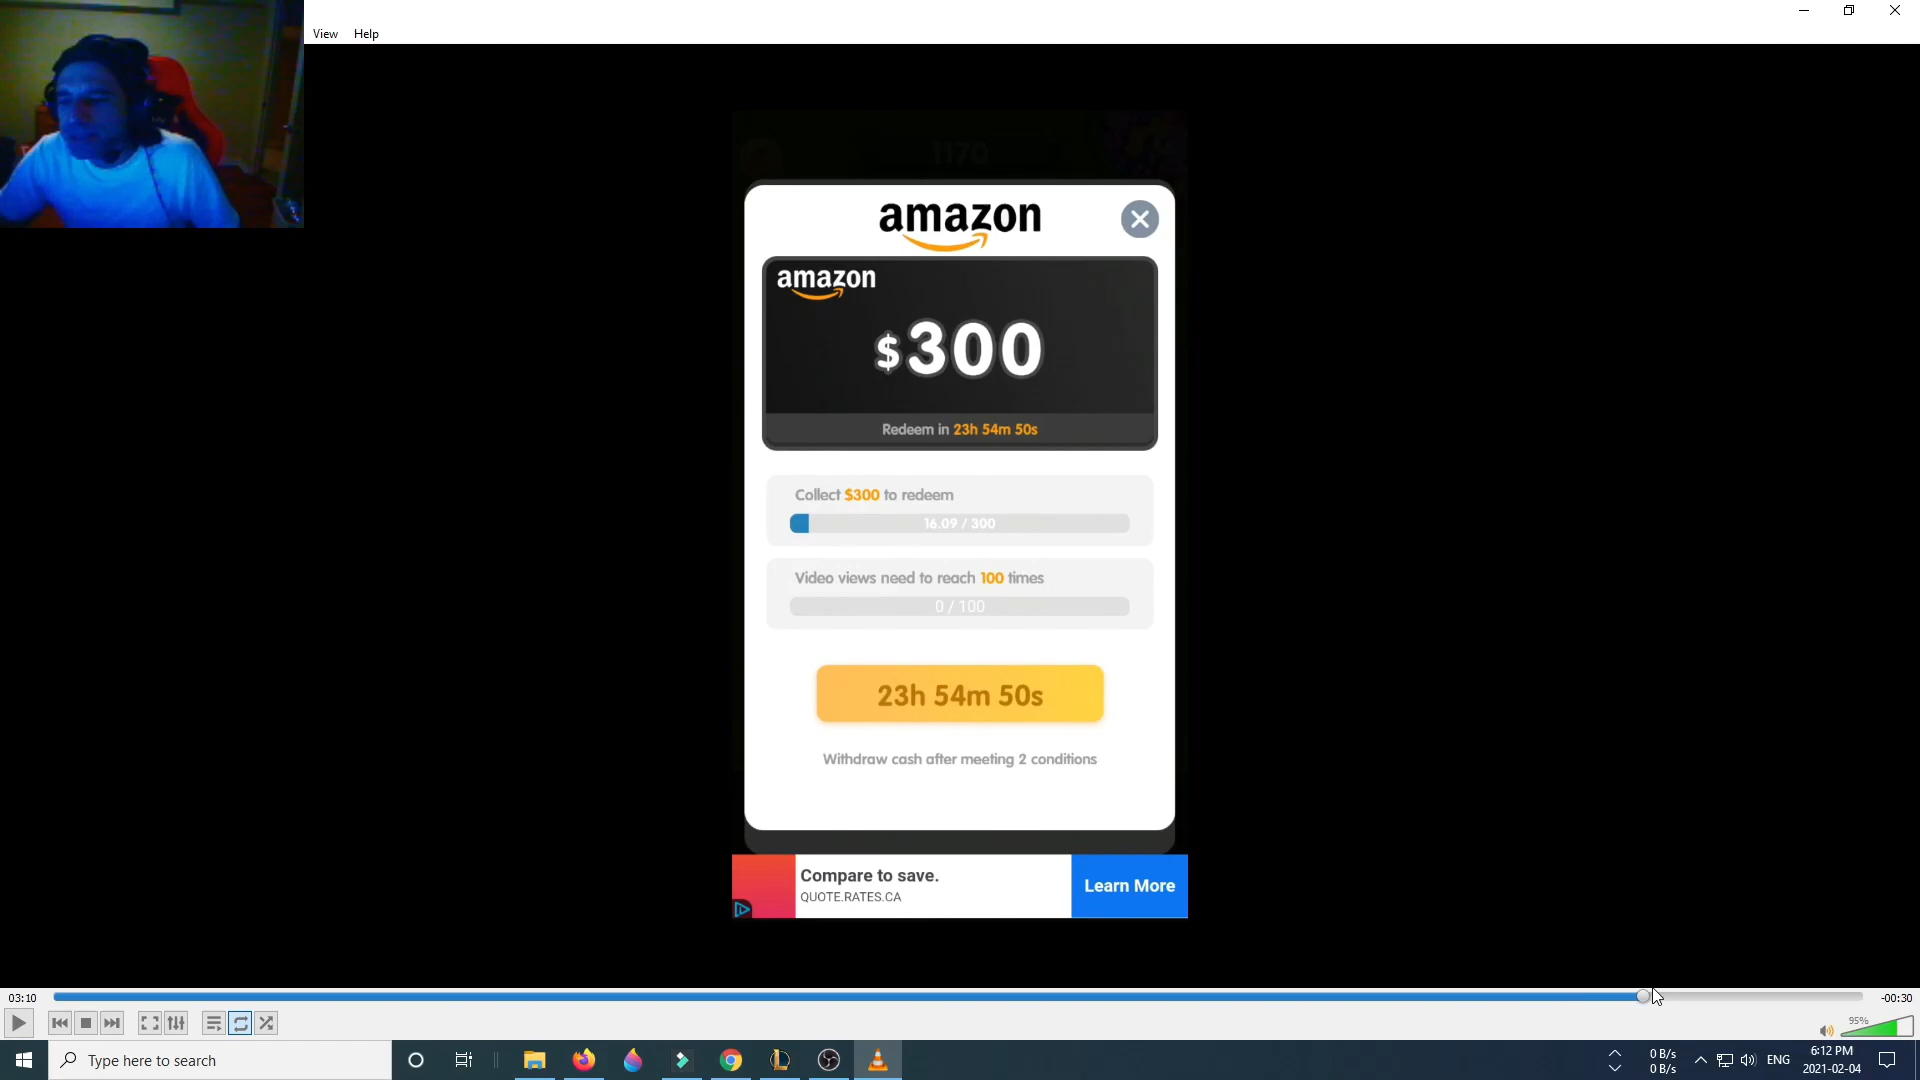 View Help
1170
amazon
amazon
$300
Redeem in 23h 54m 50s
Collect $300 to redeem
16.09 / 300
Video views need to reach 100 times
0 / 100
23h 54m 50s
Withdraw cash after meeting 2 conditions
Compare to save.
QUOTE.RATES.CA
Learn More
03:10
-00:30
95%
Type here to search
0 B/s
0 B/s
ENG
6:12 PM
2021-02-04